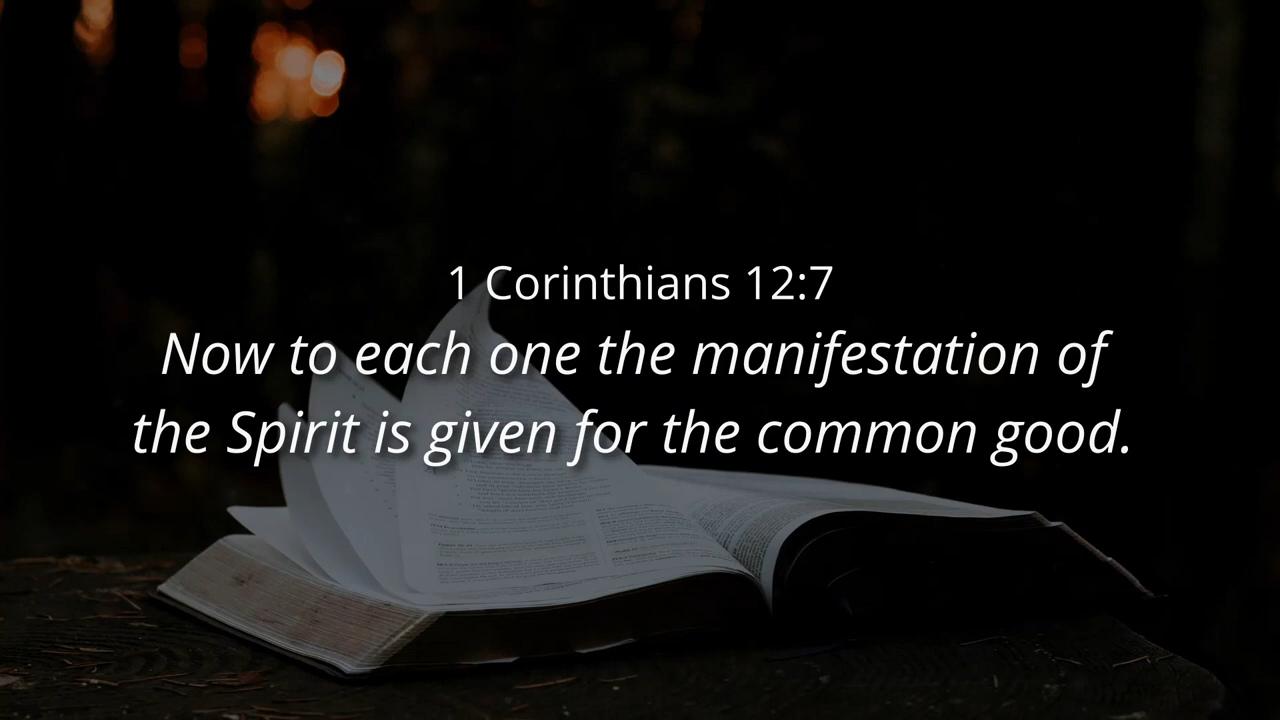 1 Corinthians 12:7
Now to each one the manifestation of
the Spirit is given for the common good.